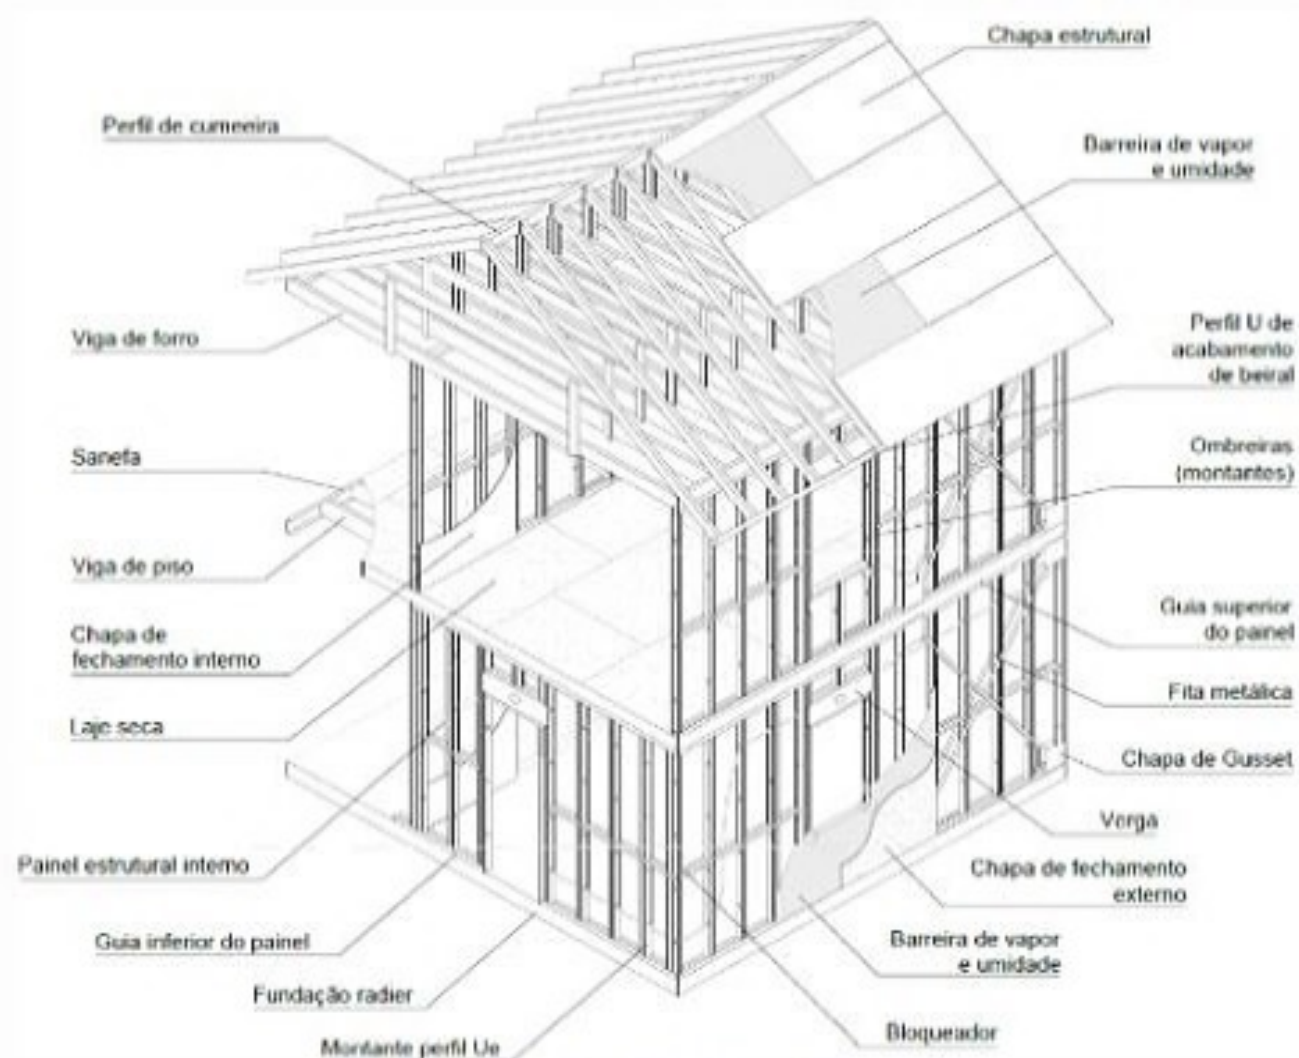 Chapa estrutural
Perfil de cumeeira
Barreira de vapor
e umidade
Viga de forro
Perfil U de
acabamento
de beiral
Sanefa
Ombreiras
(montantes)
Viga de piso
Chapa de
fechamento interno
Guia superior
do painel
Fita metálica
Laje seca
Chapa de Gusset
Verga
Painel estrutural interno
Chapa de fechamento
externo
Guia inferior do painel
Barreira de vapor
e umidade
Fundação radier
Bloqueador
Montante perfil Ue